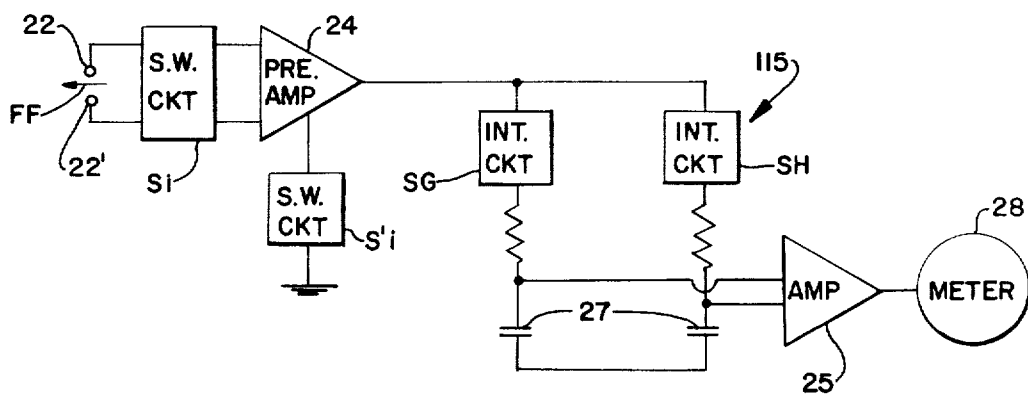 22
S.W.
CKT
24
PRE.
AMP
115
FF
22'
Si
INT.
CKT
SG
INT.
CKT
SH
S.W.
CKT
S'i
28
AMP
METER
27
25